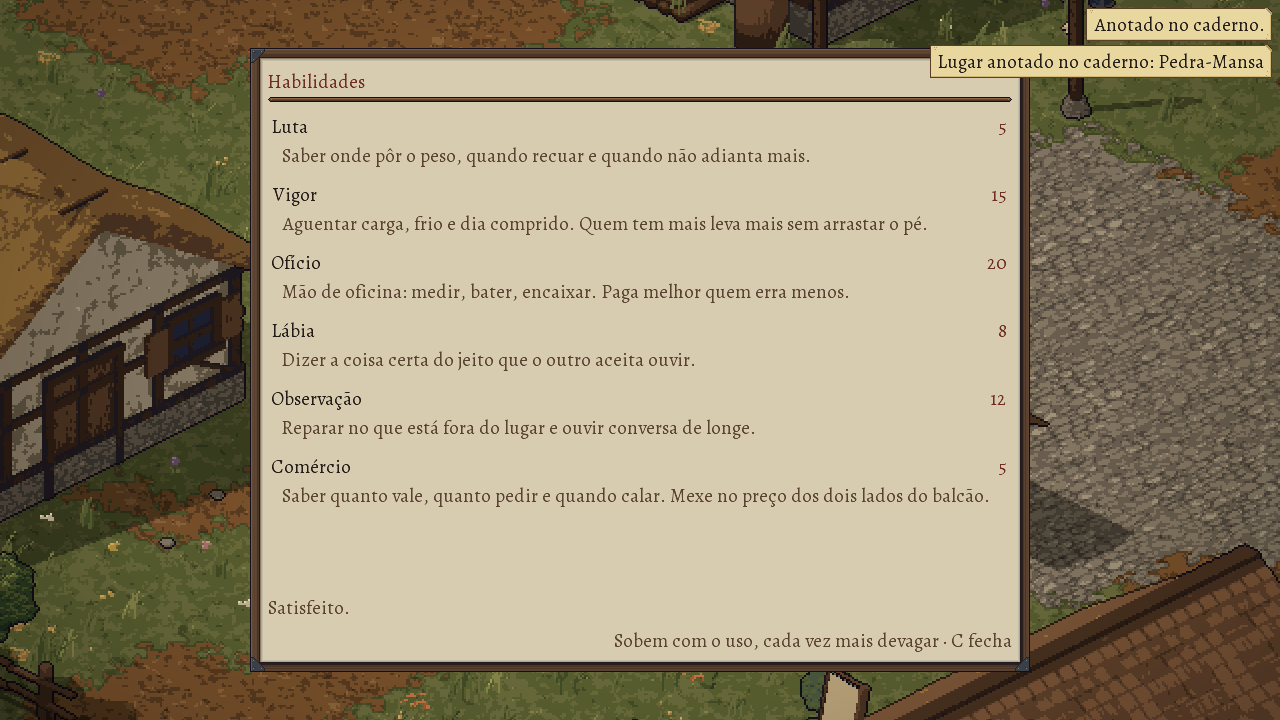 Anotado no caderno.
Lugar anotado no caderno: Pedra-Mansa
Habilidades
Luta 5
Saber onde pôr o peso, quando recuar e quando não adianta mais.
Vigor 15
Aguentar carga, frio e dia comprido. Quem tem mais leva mais sem arrastar o pé.
Ofício 20
Mão de oficina: medir, bater, encaixar. Paga melhor quem erra menos.
Lábia 8
Dizer a coisa certa do jeito que o outro aceita ouvir.
Observação 12
Reparar no que está fora do lugar e ouvir conversa de longe.
Comércio 5
Saber quanto vale, quanto pedir e quando calar. Mexe no preço dos dois lados do balcão.
Satisfeito.
Sobem com o uso, cada vez mais devagar · C fecha